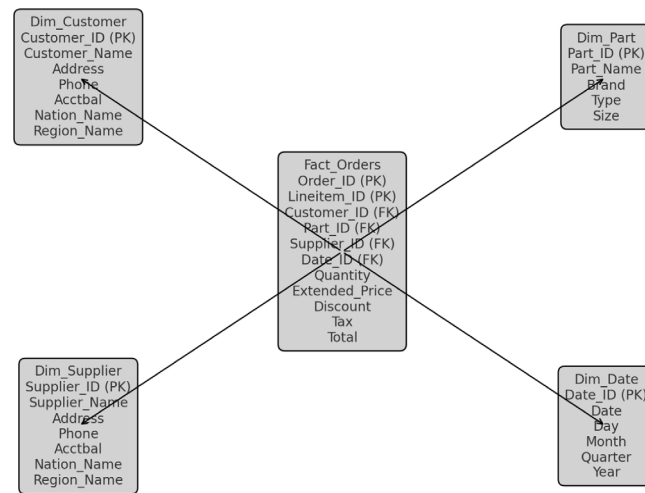 Dim_Customer
Customer_ID (PK)
Customer_Name
Address
Phone
Acctbal
Nation_Name
Region_Name
Dim_Part
Part_ID (PK)
Part_Name
Brand
Type
Size
Fact_Orders
Order_ID (PK)
Lineitem_ID (PK)
Customer_ID (FK)
Part_ID (FK)
Supplier_ID (FK)
Date_ID (FK)
Quantity
Extended_Price
Discount
Tax
Total
Dim_Supplier
Supplier_ID (PK)
Supplier_Name
Address
Phone
Acctbal
Nation_Name
Region_Name
Dim_Date
Date_ID (PK)
Date
Day
Month
Quarter
Year